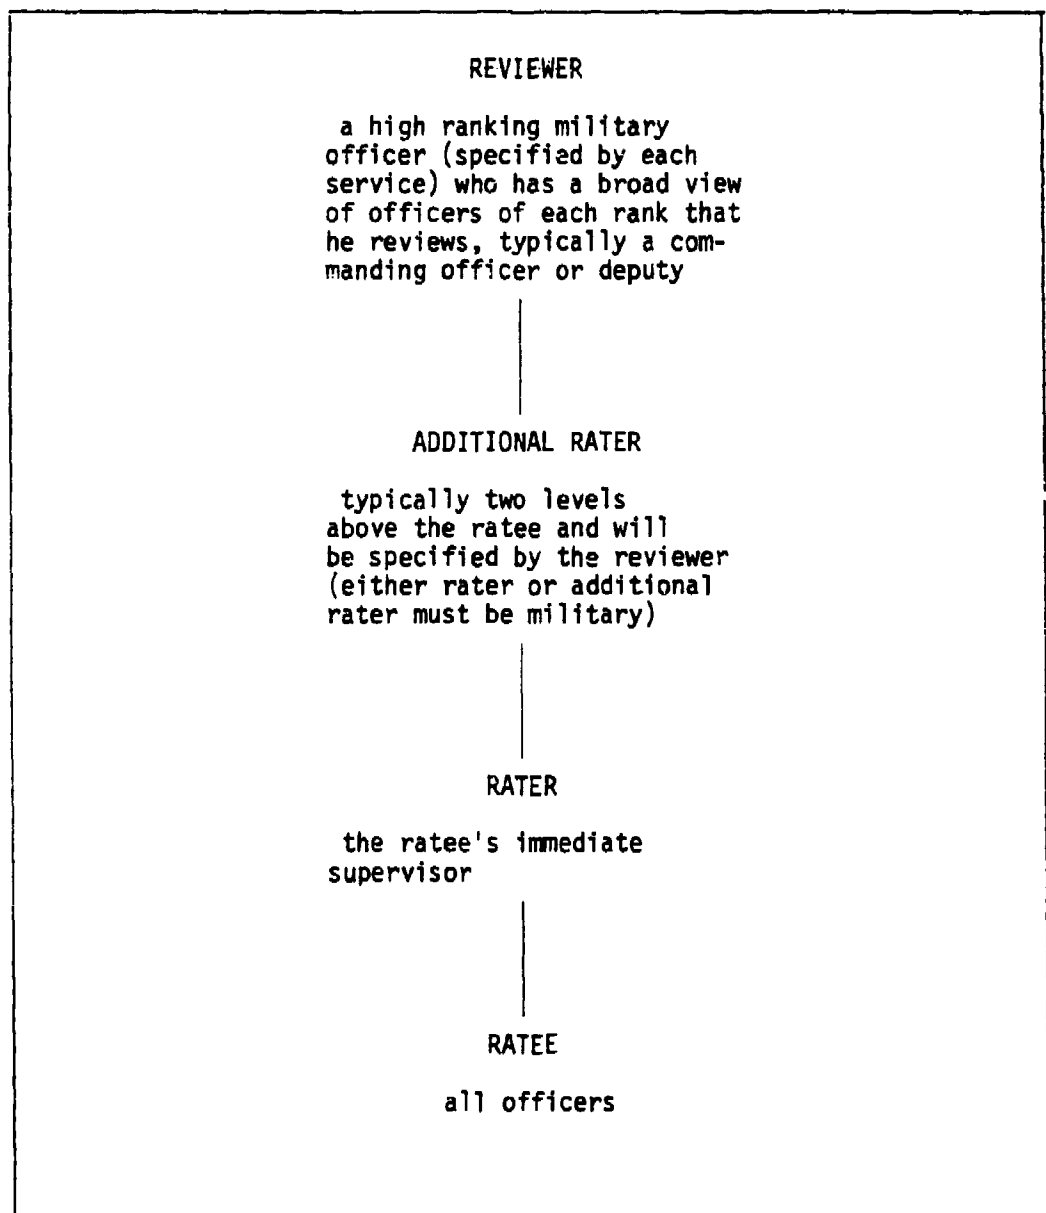 REVIEWER
a high ranking military
officer (specified by each
service) who has a broad view
of officers of each rank that
he reviews, typically a com-
manding officer or deputy
ADDITIONAL RATER
typically two levels
above the ratee and will
be specified by the reviewer
(either rater or additional
rater must be military)
RATER
the ratee's immediate
supervisor
RATEE
all officers